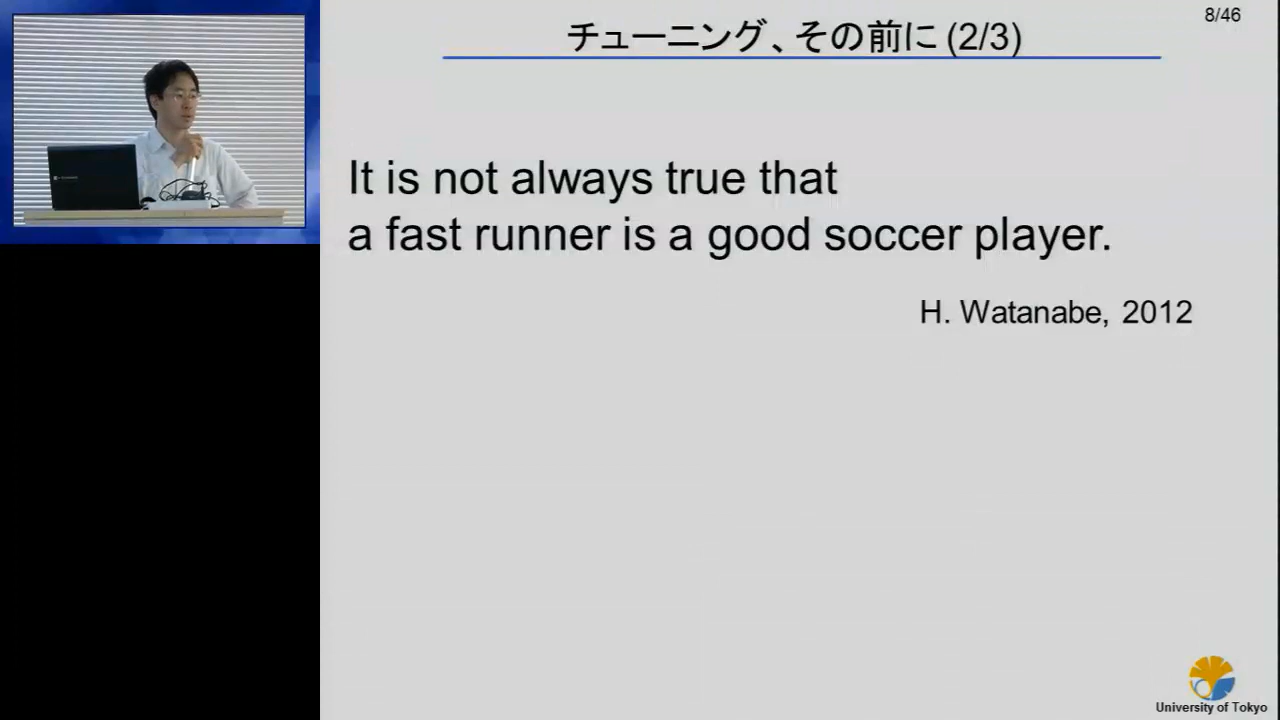 8/46
チューニング、その前に (2/3)
It is not always true that
a fast runner is a good soccer player.
H. Watanabe, 2012
University of Tokyo